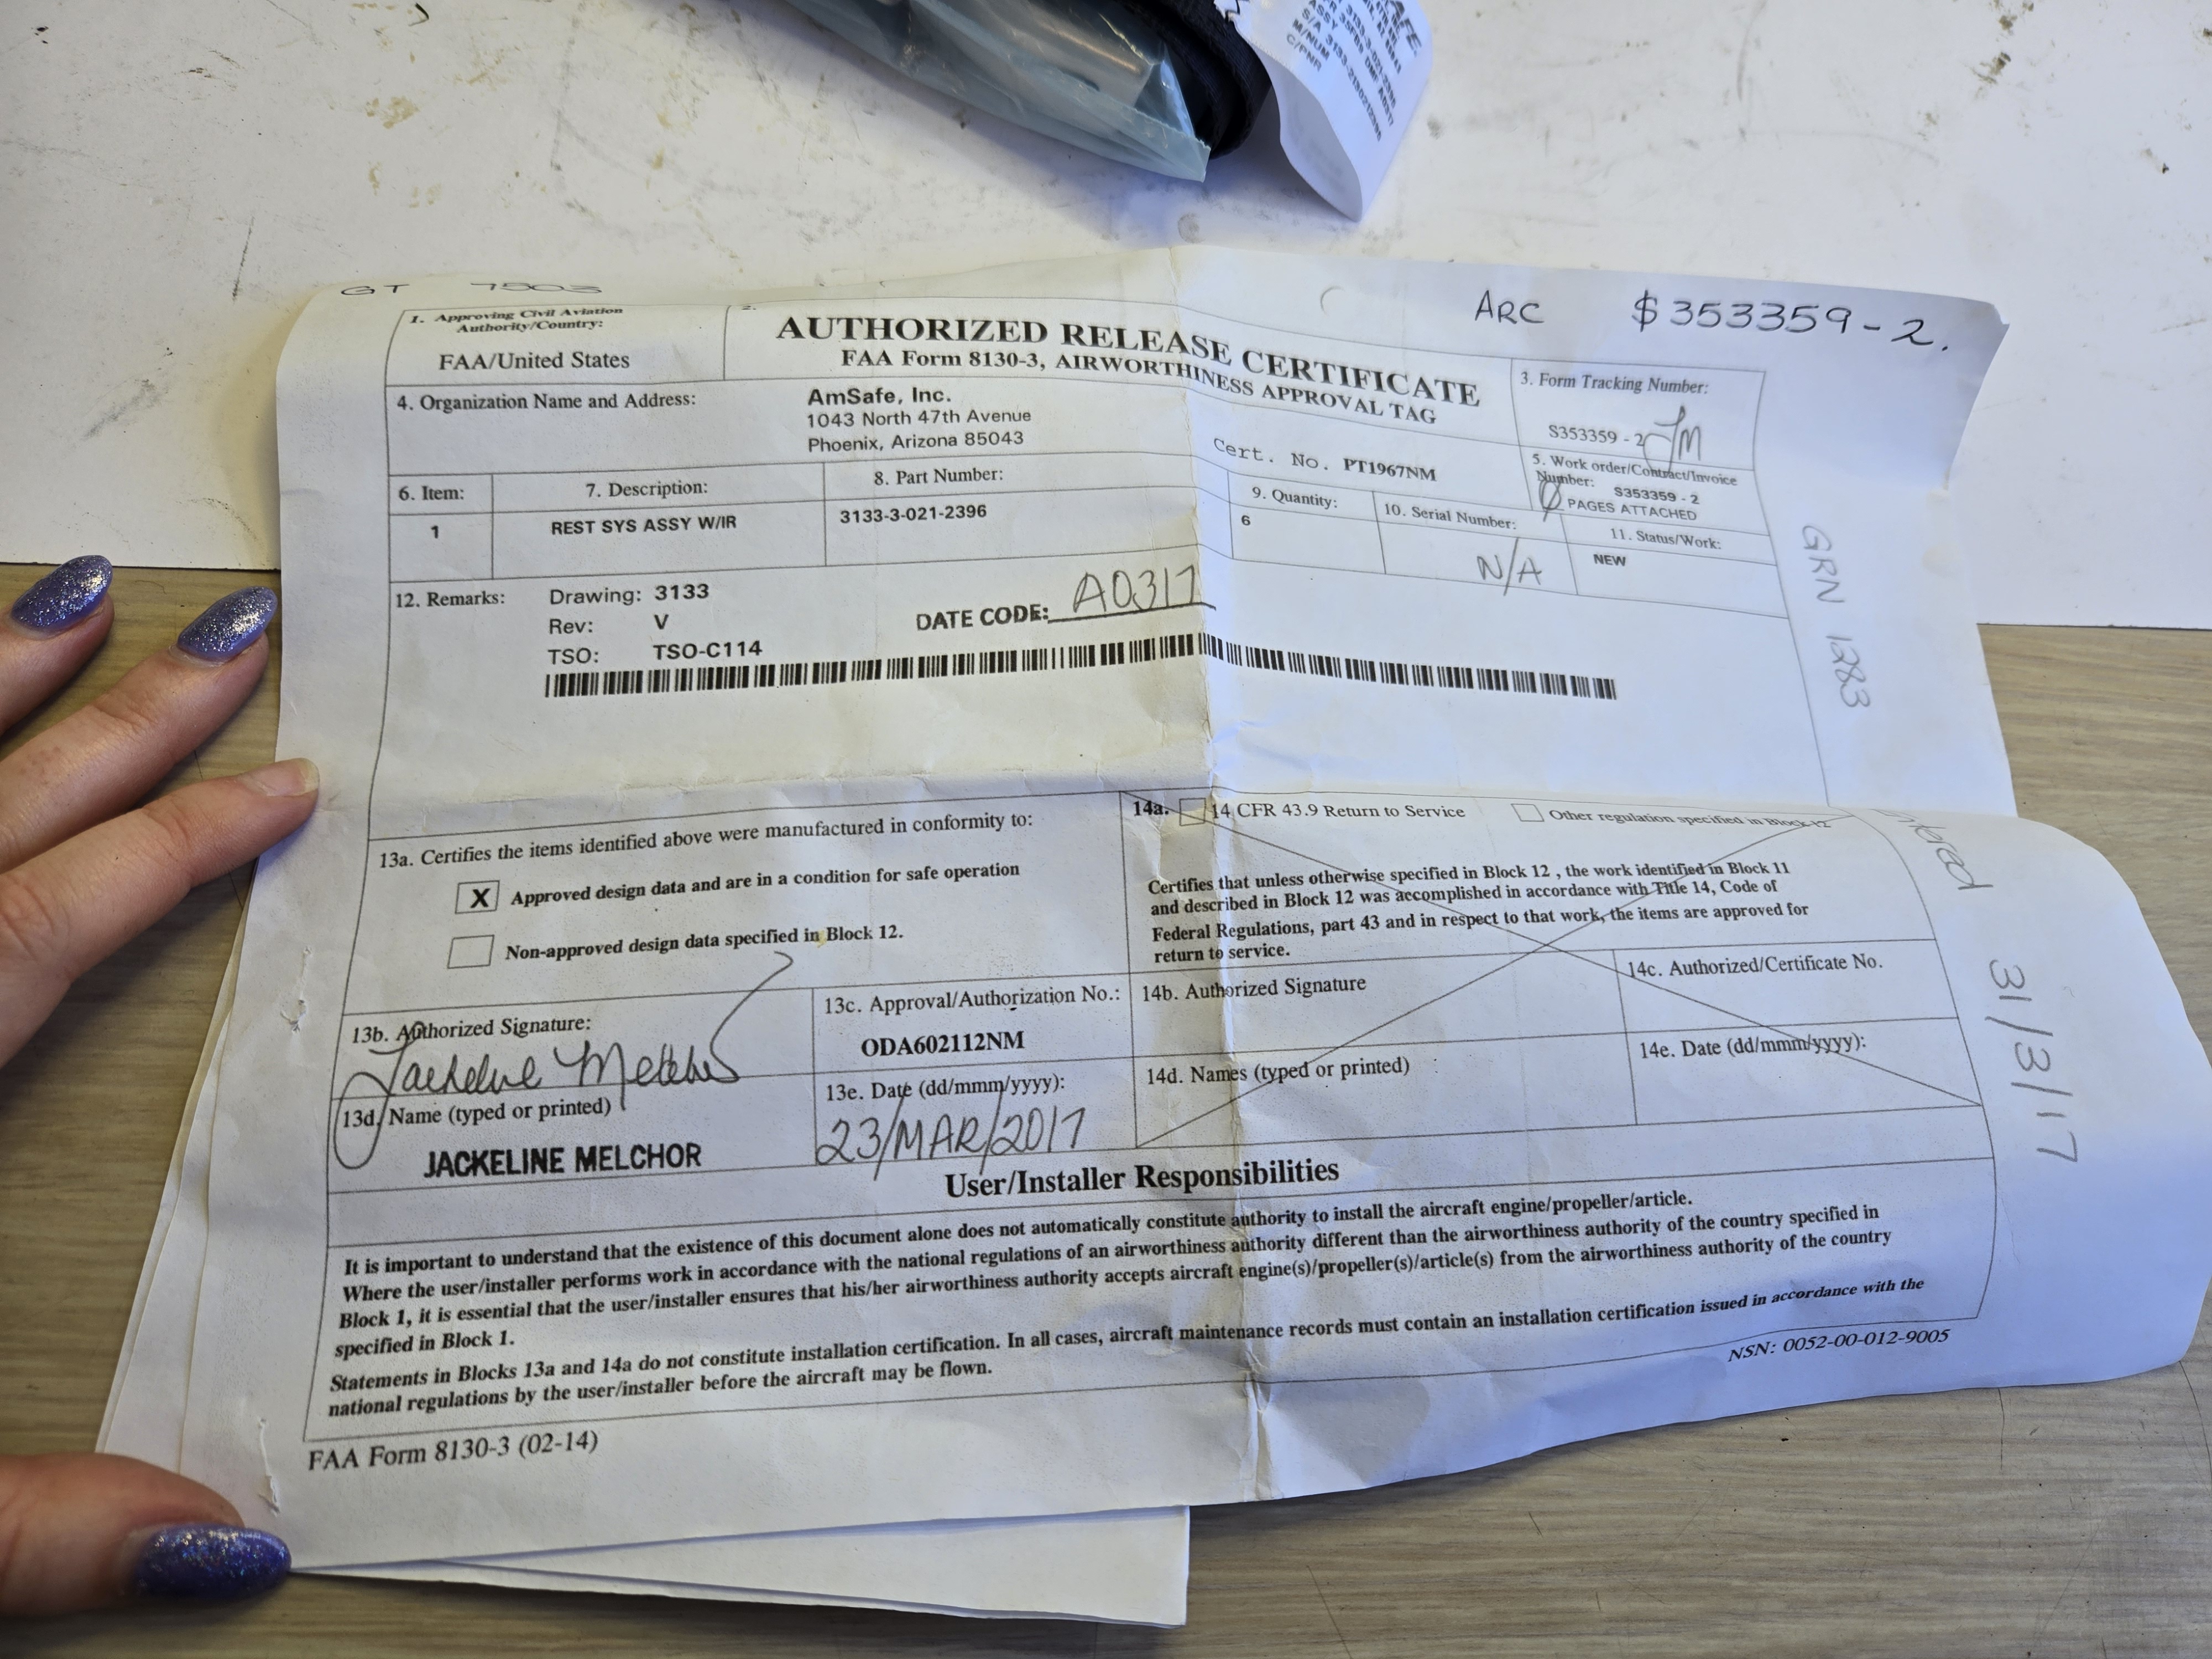 3133-3-021-2396
M/NUM
C/PNR
GT 7503
ARC S353359-2.
1. Approving Civil Aviation
Authority/Country:
FAA/United States
2.
AUTHORIZED RELEASE CERTIFICATE
FAA Form 8130-3, AIRWORTHINESS APPROVAL TAG
3. Form Tracking Number:
S353359 - 2 JM
4. Organization Name and Address:
AmSafe, Inc.
1043 North 47th Avenue
Phoenix, Arizona 85043
Cert. No. PT1967NM
5. Work order/Contract/Invoice
Number: S353359 - 2
0 PAGES ATTACHED
6. Item:
1
7. Description:
REST SYS ASSY W/IR
8. Part Number:
3133-3-021-2396
9. Quantity:
6
10. Serial Number:
N/A
11. Status/Work:
NEW
12. Remarks:
Drawing: 3133
Rev: V
TSO: TSO-C114
DATE CODE: A0317
GRN 1283
31/3/17
13a. Certifies the items identified above were manufactured in conformity to:
X Approved design data and are in a condition for safe operation
Non-approved design data specified in Block 12.
14a. 14 CFR 43.9 Return to Service Other regulation specified in Block 12
Certifies that unless otherwise specified in Block 12 , the work identified in Block 11
and described in Block 12 was accomplished in accordance with Title 14, Code of
Federal Regulations, part 43 and in respect to that work, the items are approved for
return to service.
13b. Authorized Signature:
Jackeline Melchor
13c. Approval/Authorization No.:
ODA602112NM
14b. Authorized Signature
14c. Authorized/Certificate No.
13d. Name (typed or printed)
JACKELINE MELCHOR
13e. Date (dd/mmm/yyyy):
23/MAR/2017
14d. Names (typed or printed)
14e. Date (dd/mmm/yyyy):
User/Installer Responsibilities
It is important to understand that the existence of this document alone does not automatically constitute authority to install the aircraft engine/propeller/article.
Where the user/installer performs work in accordance with the national regulations of an airworthiness authority different than the airworthiness authority of the country specified in
Block 1, it is essential that the user/installer ensures that his/her airworthiness authority accepts aircraft engine(s)/propeller(s)/article(s) from the airworthiness authority of the country
specified in Block 1.
Statements in Blocks 13a and 14a do not constitute installation certification. In all cases, aircraft maintenance records must contain an installation certification issued in accordance with the
national regulations by the user/installer before the aircraft may be flown.
NSN: 0052-00-012-9005
FAA Form 8130-3 (02-14)